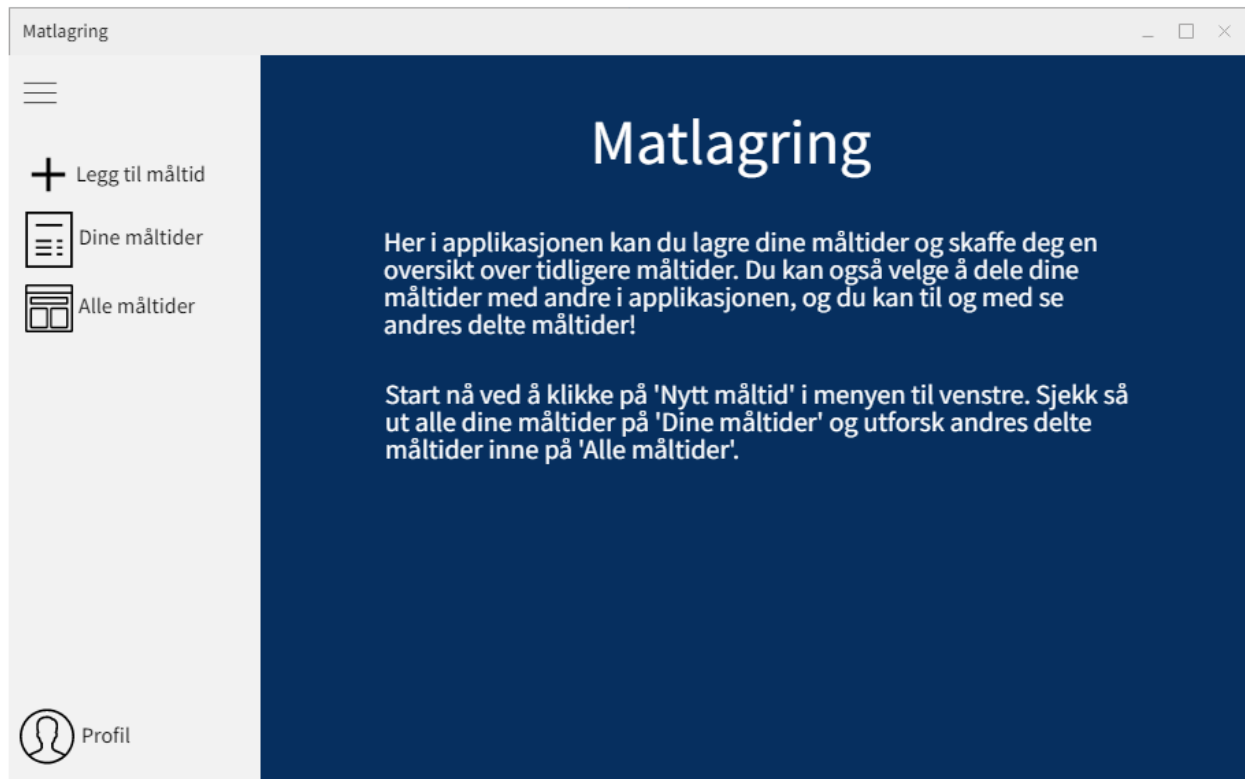 Matlagring
Legg til måltid
Dine måltider
Alle måltider
Profil
Matlagring
Her i applikasjonen kan du lagre dine måltider og skaffe deg en
oversikt over tidligere måltider. Du kan også velge å dele dine
måltider med andre i applikasjonen, og du kan til og med se
andres delte måltider!
Start nå ved å klikke på 'Nytt måltid' i menyen til venstre. Sjekk så
ut alle dine måltider på 'Dine måltider' og utforsk andres delte
måltider inne på 'Alle måltider'.